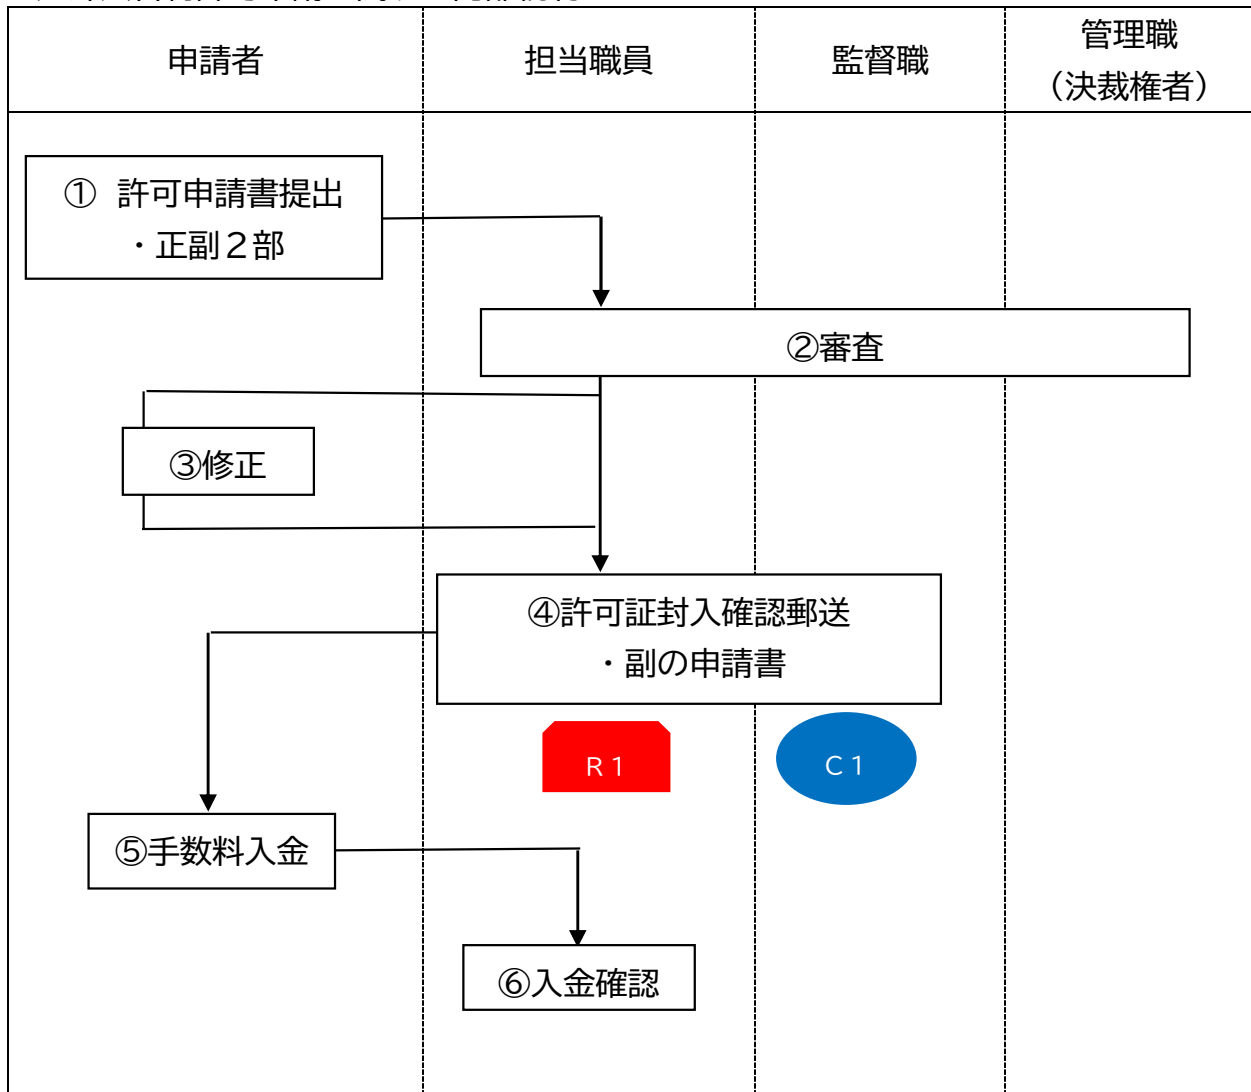 申請者
担当職員
監督職
管理職
（決裁権者）
① 許可申請書提出
・正副２部
②審査
③修正
④許可証封入確認郵送
・副の申請書
Ｒ１
Ｃ１
⑤手数料入金
⑥入金確認